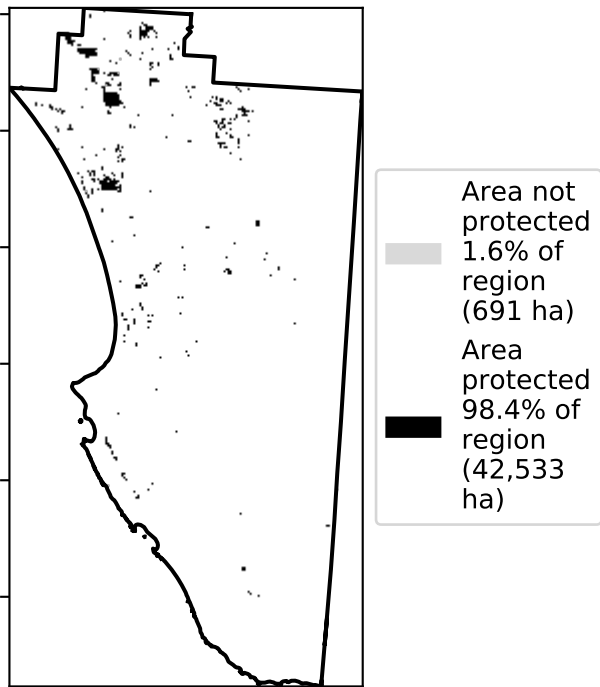 Area not
protected
1.6% of
region
(691 ha)
Area
protected
98.4% of
region
(42,533
ha)